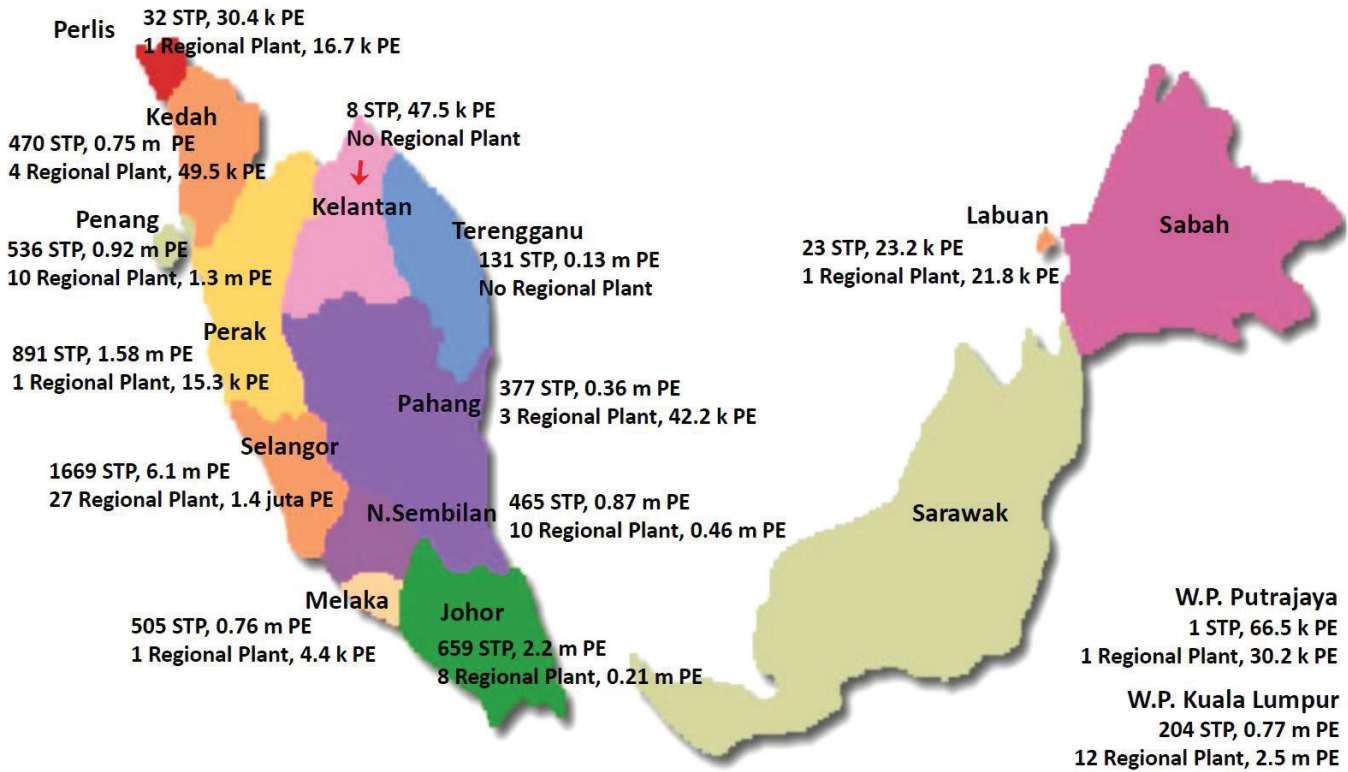 Perlis
32 STP, 30.4 k PE
1 Regional Plant, 16.7 k PE
Kedah
470 STP, 0.75 m PE
4 Regional Plant, 49.5 k PE
8 STP, 47.5 k PE
No Regional Plant
Kelantan
Penang
536 STP, 0.92 m PE
10 Regional Plant, 1.3 m PE
Terengganu
131 STP, 0.13 m PE
No Regional Plant
Perak
891 STP, 1.58 m PE
1 Regional Plant, 15.3 k PE
Pahang
377 STP, 0.36 m PE
3 Regional Plant, 42.2 k PE
Selangor
1669 STP, 6.1 m PE
27 Regional Plant, 1.4 juta PE
N.Sembilan
465 STP, 0.87 m PE
10 Regional Plant, 0.46 m PE
Melaka
505 STP, 0.76 m PE
1 Regional Plant, 4.4 k PE
Johor
659 STP, 2.2 m PE
8 Regional Plant, 0.21 m PE
Labuan
23 STP, 23.2 k PE
1 Regional Plant, 21.8 k PE
Sabah
Sarawak
W.P. Putrajaya
1 STP, 66.5 k PE
1 Regional Plant, 30.2 k PE
W.P. Kuala Lumpur
204 STP, 0.77 m PE
12 Regional Plant, 2.5 m PE